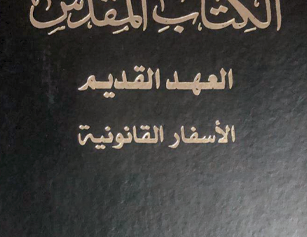 الكتاب المقدس
العهد القديم
الأسفار القانونية